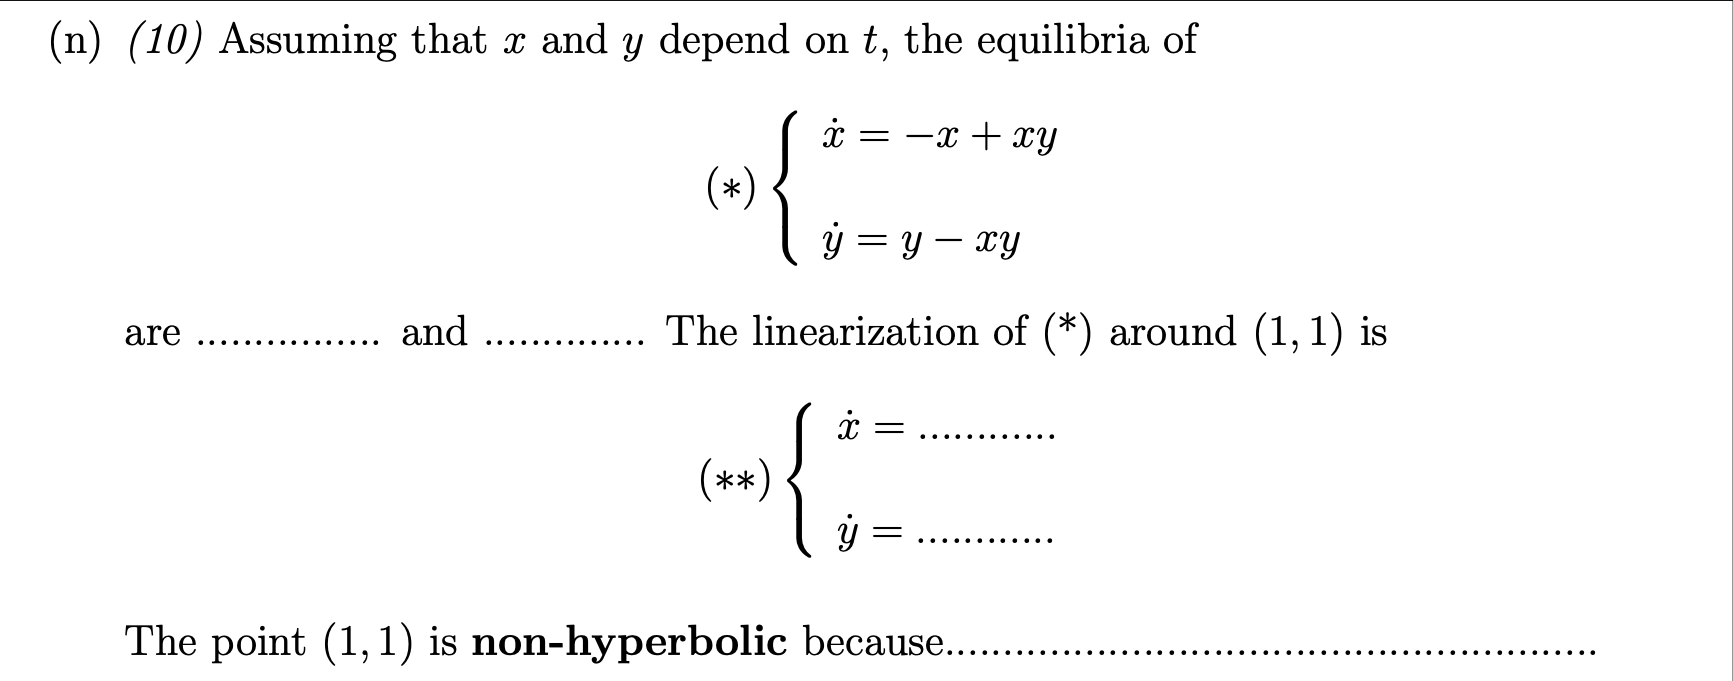 (n) (10) Assuming that x and y depend on t, the equilibria of
(*) { ẋ = −x + xy
ẏ = y − xy
are ................ and .............. The linearization of (*) around (1, 1) is
(**) { ẋ = ............
ẏ = ............
The point (1, 1) is non-hyperbolic because.........................................................